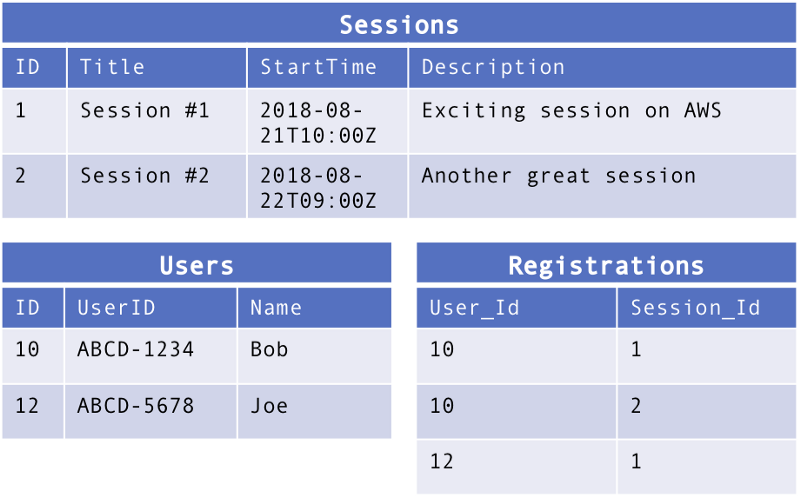 Sessions
ID Title StartTime Description
1 Session #1 2018-08- Exciting session on AWS
21T10:00Z
2 Session #2 2018-08- Another great session
22T09:00Z
Users
ID UserID Name
10 ABCD-1234 Bob
12 ABCD-5678 Joe
Registrations
User_Id Session_Id
10 1
10 2
12 1